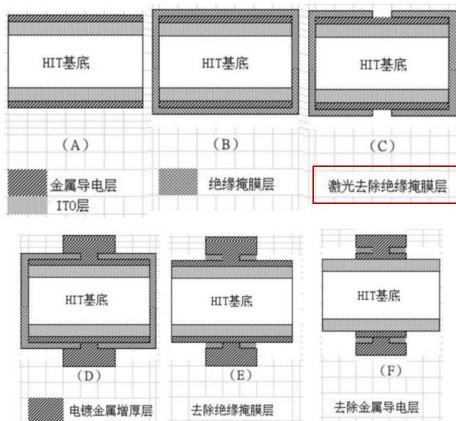 HIT基底
HIT基底
HIT基底
(A)
(B)
(C)
金属导电层
ITO层
绝缘掩膜层
激光去除绝缘掩膜层
HIT基底
HIT基底
HIT基底
(D)
(E)
(F)
电镀金属增厚层
去除绝缘掩膜层
去除金属导电层